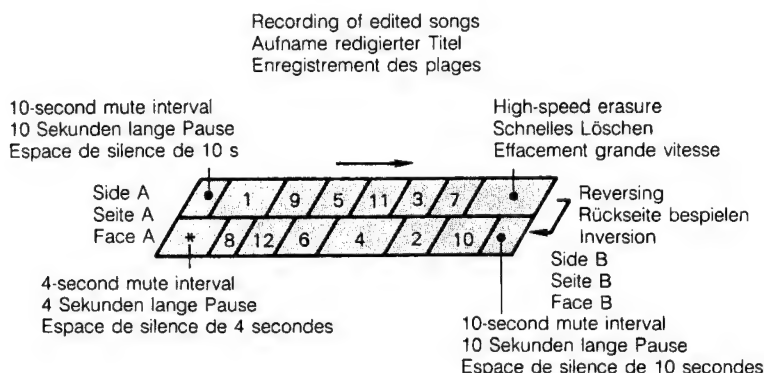 Recording of edited songs
Aufname redigierter Titel
Enregistrement des plages
10-second mute interval
10 Sekunden lange Pause
Espace de silence de 10 s
High-speed erasure
Schnelles Löschen
Effacement grande vitesse
Side A
Seite A
Face A
1 9 5 11 3 7
* 8 12 6 4 2 10
Reversing
Rückseite bespielen
Inversion
Side B
Seite B
Face B
4-second mute interval
4 Sekunden lange Pause
Espace de silence de 4 secondes
10-second mute interval
10 Sekunden lange Pause
Espace de silence de 10 secondes